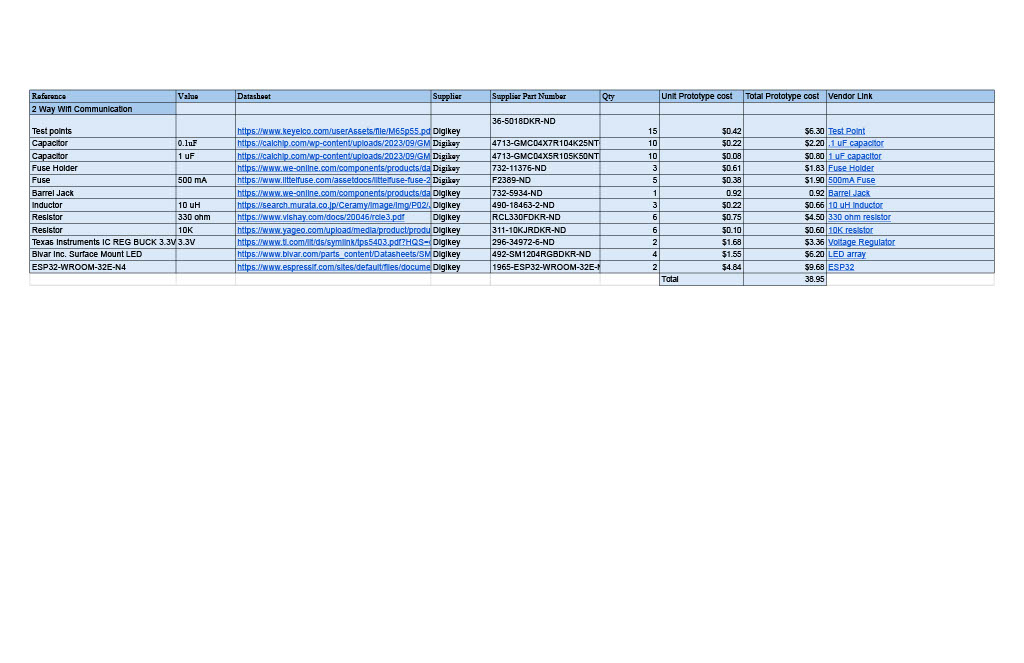 Reference Value Datasheet Supplier Supplier Part Number Qty Unit Prototype cost Total Prototype cost Vendor Link
2 Way Wifi Communication
36-5018DKR-ND
Test points https://www.keyelco.com/userAssets/file/M65p55.pd Digikey 15 $0.42 $6.30 Test Point
Capacitor 0.1uF https://calchip.com/wp-content/uploads/2023/09/GM Digikey 4713-GMC04X7R104K25NT 10 $0.22 $2.20 .1 uF capacitor
Capacitor 1 uF https://calchip.com/wp-content/uploads/2023/09/GM Digikey 4713-GMC04X5R105K50NT 10 $0.08 $0.80 1 uF capacitor
Fuse Holder https://www.we-online.com/components/products/da Digikey 732-11376-ND 3 $0.61 $1.83 Fuse Holder
Fuse 500 mA https://www.littelfuse.com/assetdocs/littelfuse-fuse-2 Digikey F2389-ND 5 $0.38 $1.90 500mA Fuse
Barrel Jack https://www.we-online.com/components/products/da Digikey 732-5934-ND 1 0.92 0.92 Barrel Jack
Inductor 10 uH https://search.murata.co.jp/Ceramy/image/img/P02/ Digikey 490-18463-2-ND 3 $0.22 $0.66 10 uH inductor
Resistor 330 ohm https://www.vishay.com/docs/20046/rcle3.pdf Digikey RCL330FDKR-ND 6 $0.75 $4.50 330 ohm resistor
Resistor 10K https://www.yageo.com/upload/media/product/produ Digikey 311-10KJRDKR-ND 6 $0.10 $0.60 10K resistor
Texas Instruments IC REG BUCK 3.3V 3.3V https://www.ti.com/lit/ds/symlink/tps5403.pdf?HQS= Digikey 296-34972-6-ND 2 $1.68 $3.36 Voltage Regulator
Bivar Inc. Surface Mount LED https://www.bivar.com/parts_content/Datasheets/SM Digikey 492-SM1204RGBDKR-ND 4 $1.55 $6.20 LED array
ESP32-WROOM-32E-N4 https://www.espressif.com/sites/default/files/docume Digikey 1965-ESP32-WROOM-32E-N 2 $4.84 $9.68 ESP32
Total 38.95